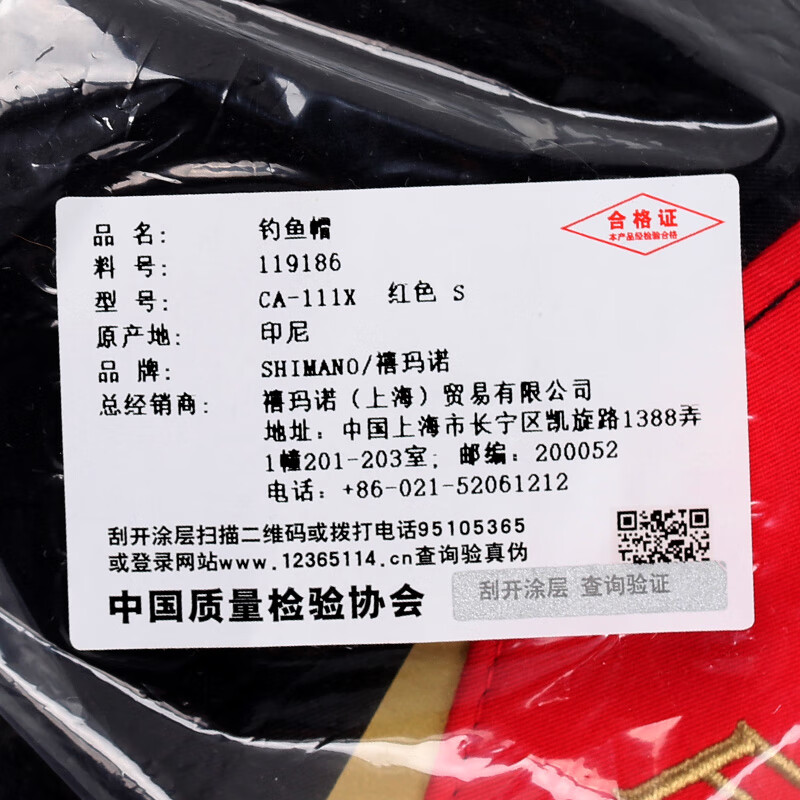 合格证
本产品经检验合格
品 名: 钓鱼帽
料 号: 119186
型 号: CA-111X 红色 S
原产地: 印尼
品 牌: SHIMANO/禧玛诺
总经销商: 禧玛诺（上海）贸易有限公司
地址: 中国上海市长宁区凯旋路1388弄
1幢201-203室; 邮编: 200052
电话: +86-021-52061212
刮开涂层扫描二维码或拨打电话95105365
或登录网站www.12365114.cn查询验真伪
中国质量检验协会
刮开涂层 查询验证